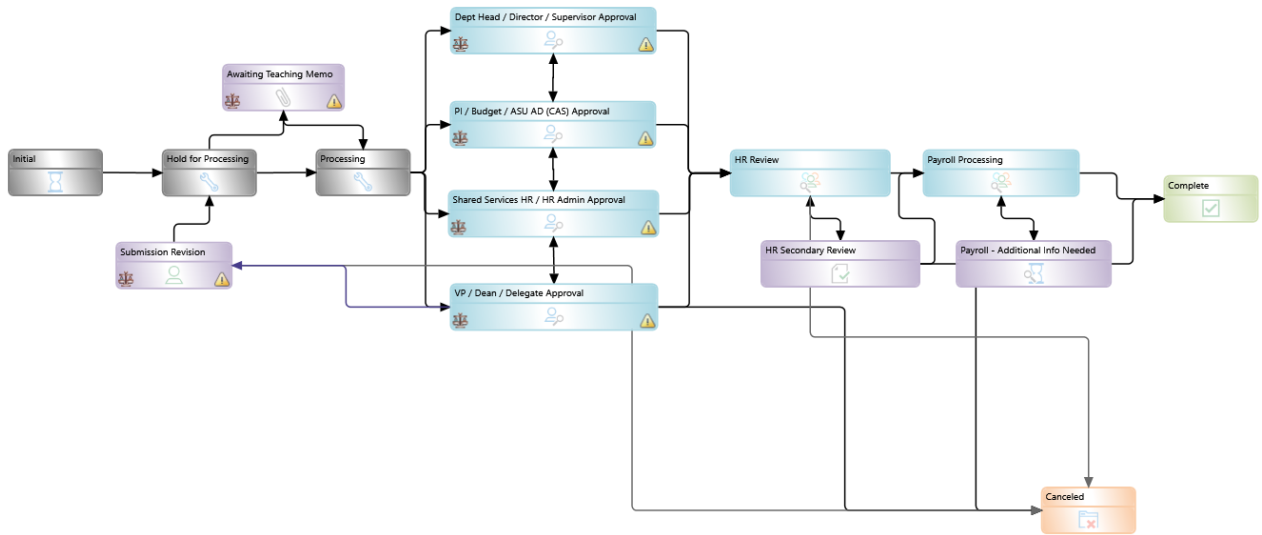 Dept Head / Director / Supervisor Approval
Awaiting Teaching Memo
PI / Budget / ASU AD (CAS) Approval
Initial
Hold for Processing
Processing
HR Review
Payroll Processing
Complete
Shared Services HR / HR Admin Approval
Submission Revision
HR Secondary Review
Payroll - Additional Info Needed
VP / Dean / Delegate Approval
Canceled